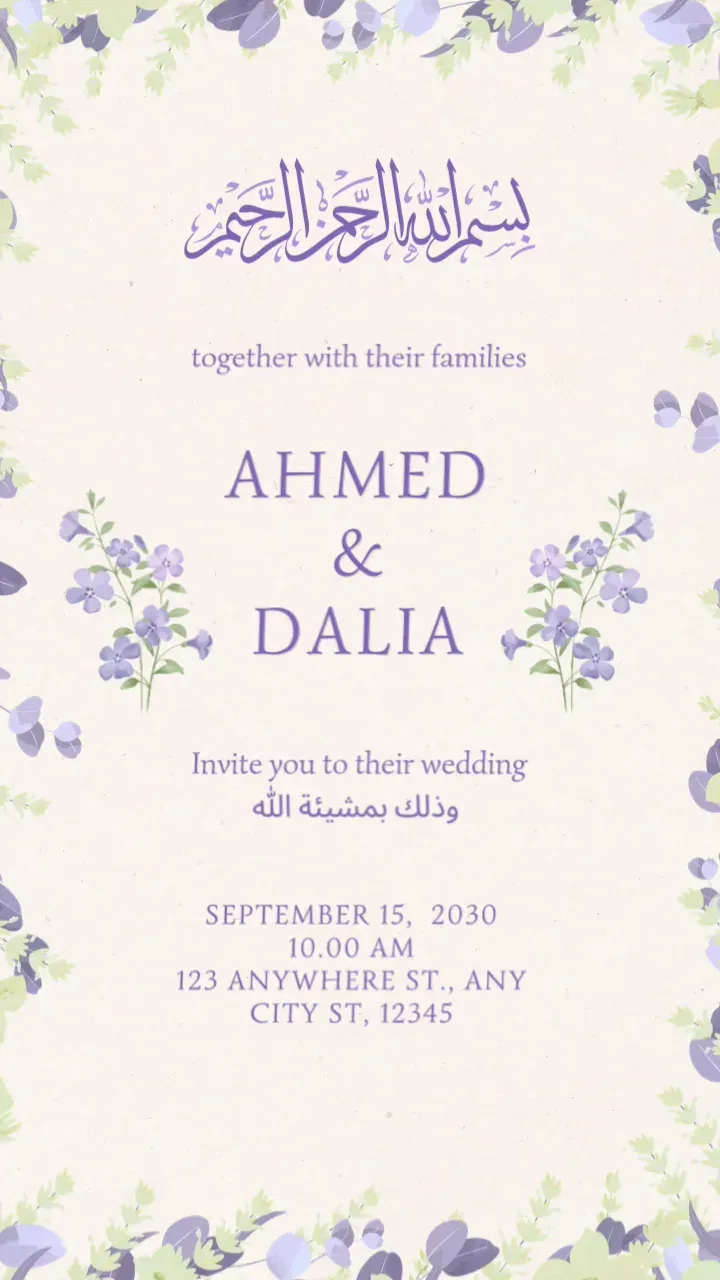 بسم الله الرحمن الرحيم
together with their families
AHMED
&
DALIA
Invite you to their wedding
وذلك بمشيئة الله
SEPTEMBER 15, 2030
10.00 AM
123 ANYWHERE ST., ANY
CITY ST, 12345